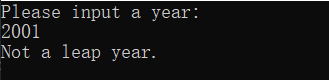 Please input a year:
2001
Not a leap year.